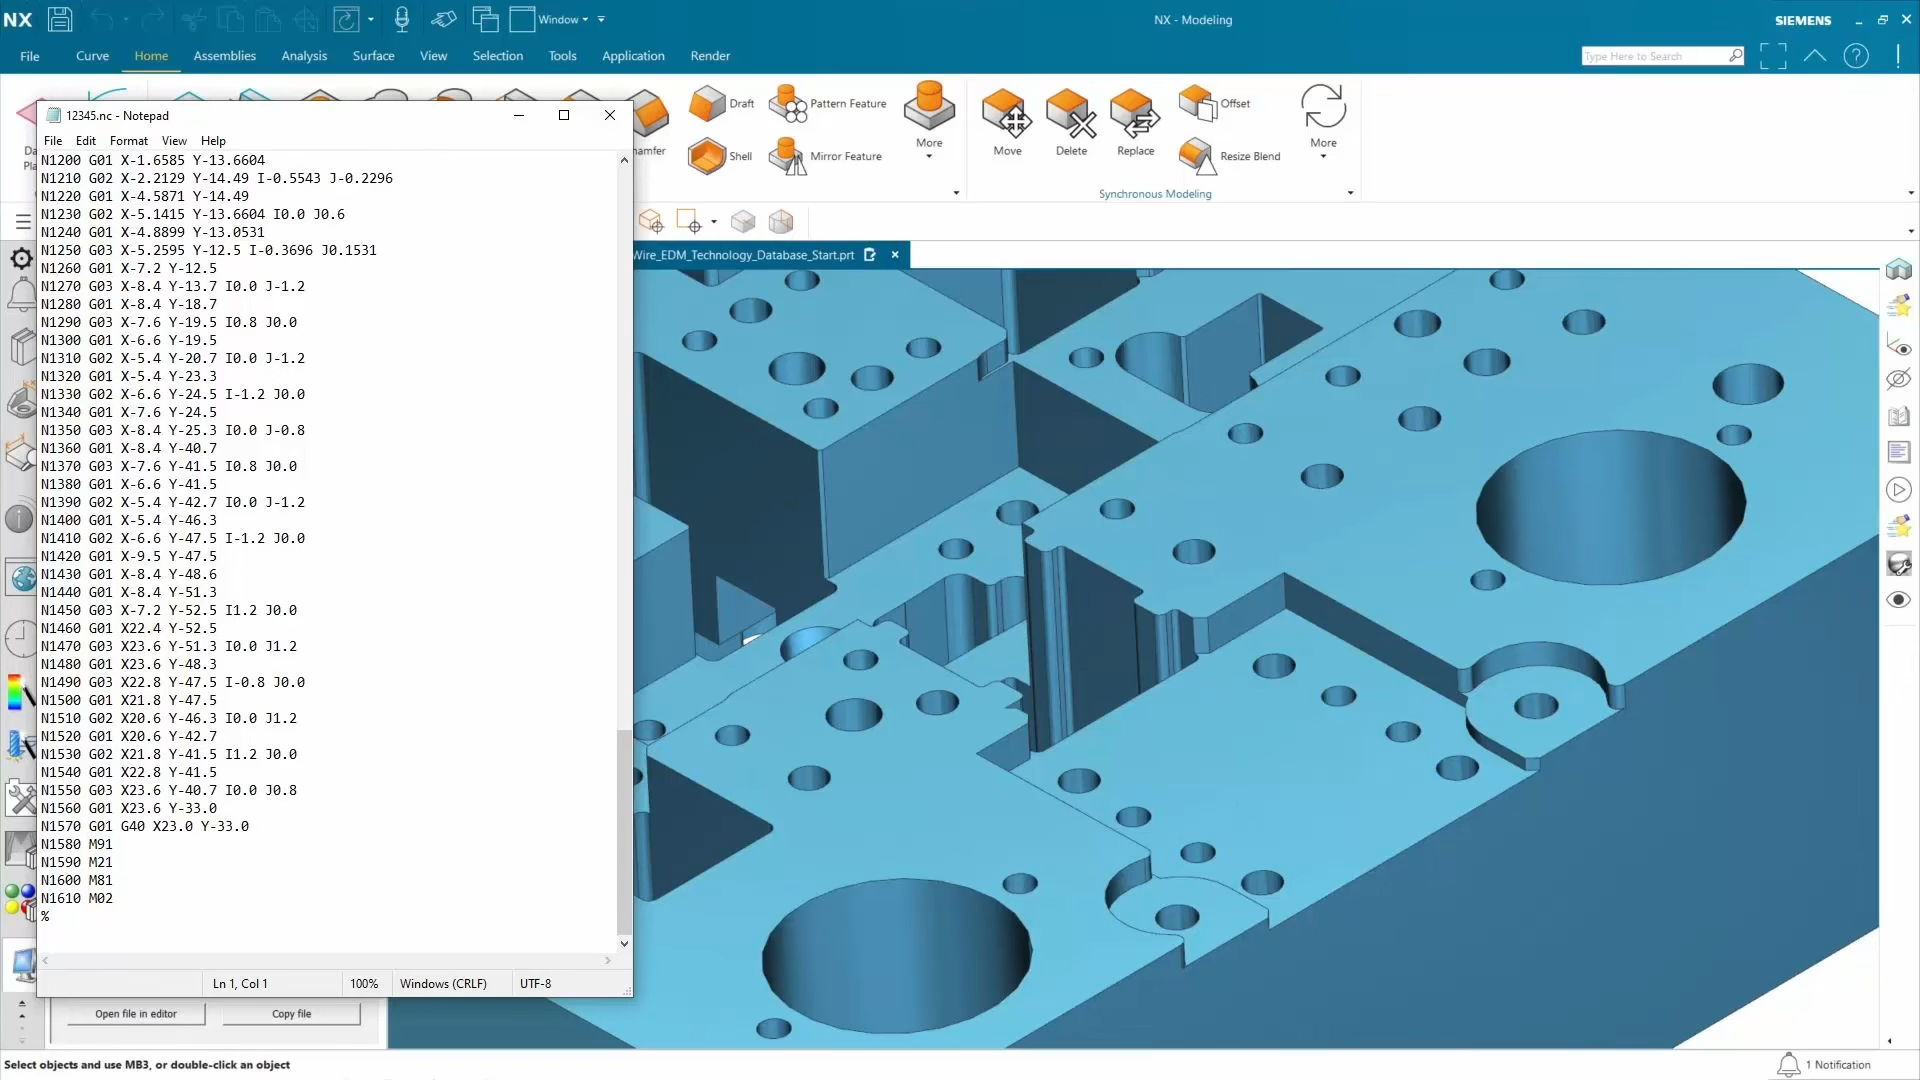 NX
Window
NX - Modeling
SIEMENS
File
Curve
Home
Assemblies
Analysis
Surface
View
Selection
Tools
Application
Render
Type Here to Search
Draft
Pattern Feature
Shell
Mirror Feature
More
Move
Delete
Replace
Offset
Resize Blend
More
Synchronous Modeling
12345.nc - Notepad
File Edit Format View Help
N1200 G01 X-1.6585 Y-13.6604
N1210 G02 X-2.2129 Y-14.49 I-0.5543 J-0.2296
N1220 G01 X-4.5871 Y-14.49
N1230 G02 X-5.1415 Y-13.6604 I0.0 J0.6
N1240 G01 X-4.8899 Y-13.0531
N1250 G03 X-5.2595 Y-12.5 I-0.3696 J0.1531
N1260 G01 X-7.2 Y-12.5
N1270 G03 X-8.4 Y-13.7 I0.0 J-1.2
N1280 G01 X-8.4 Y-18.7
N1290 G03 X-7.6 Y-19.5 I0.8 J0.0
N1300 G01 X-6.6 Y-19.5
N1310 G02 X-5.4 Y-20.7 I0.0 J-1.2
N1320 G01 X-5.4 Y-23.3
N1330 G02 X-6.6 Y-24.5 I-1.2 J0.0
N1340 G01 X-7.6 Y-24.5
N1350 G03 X-8.4 Y-25.3 I0.0 J-0.8
N1360 G01 X-8.4 Y-40.7
N1370 G03 X-7.6 Y-41.5 I0.8 J0.0
N1380 G01 X-6.6 Y-41.5
N1390 G02 X-5.4 Y-42.7 I0.0 J-1.2
N1400 G01 X-5.4 Y-46.3
N1410 G02 X-6.6 Y-47.5 I-1.2 J0.0
N1420 G01 X-9.5 Y-47.5
N1430 G01 X-8.4 Y-48.6
N1440 G01 X-8.4 Y-51.3
N1450 G03 X-7.2 Y-52.5 I1.2 J0.0
N1460 G01 X22.4 Y-52.5
N1470 G03 X23.6 Y-51.3 I0.0 J1.2
N1480 G01 X23.6 Y-48.3
N1490 G03 X22.8 Y-47.5 I-0.8 J0.0
N1500 G01 X21.8 Y-47.5
N1510 G02 X20.6 Y-46.3 I0.0 J1.2
N1520 G01 X20.6 Y-42.7
N1530 G02 X21.8 Y-41.5 I1.2 J0.0
N1540 G01 X22.8 Y-41.5
N1550 G03 X23.6 Y-40.7 I0.0 J0.8
N1560 G01 X23.6 Y-33.0
N1570 G01 G40 X23.0 Y-33.0
N1580 M91
N1590 M21
N1600 M81
N1610 M02
%
Ln 1, Col 1
100%
Windows (CRLF)
UTF-8
Wire_EDM_Technology_Database_Start.prt
Open file in editor
Copy file
Select objects and use MB3, or double-click an object
1 Notification